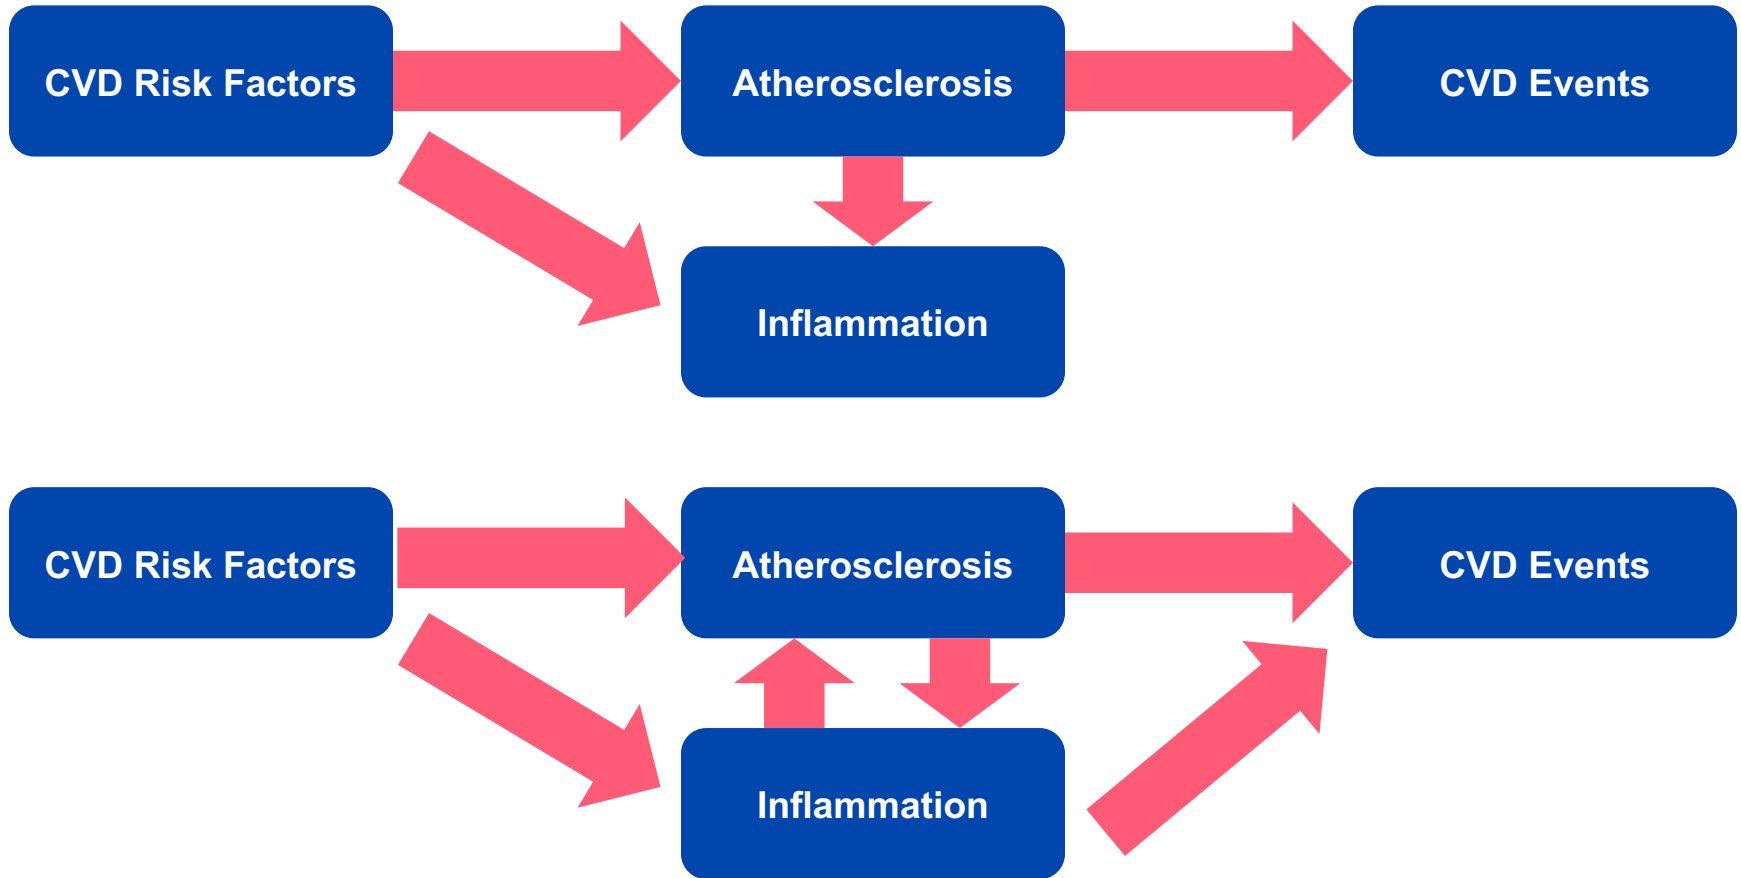 CVD Risk Factors
Atherosclerosis
CVD Events
Inflammation
CVD Risk Factors
Atherosclerosis
CVD Events
Inflammation